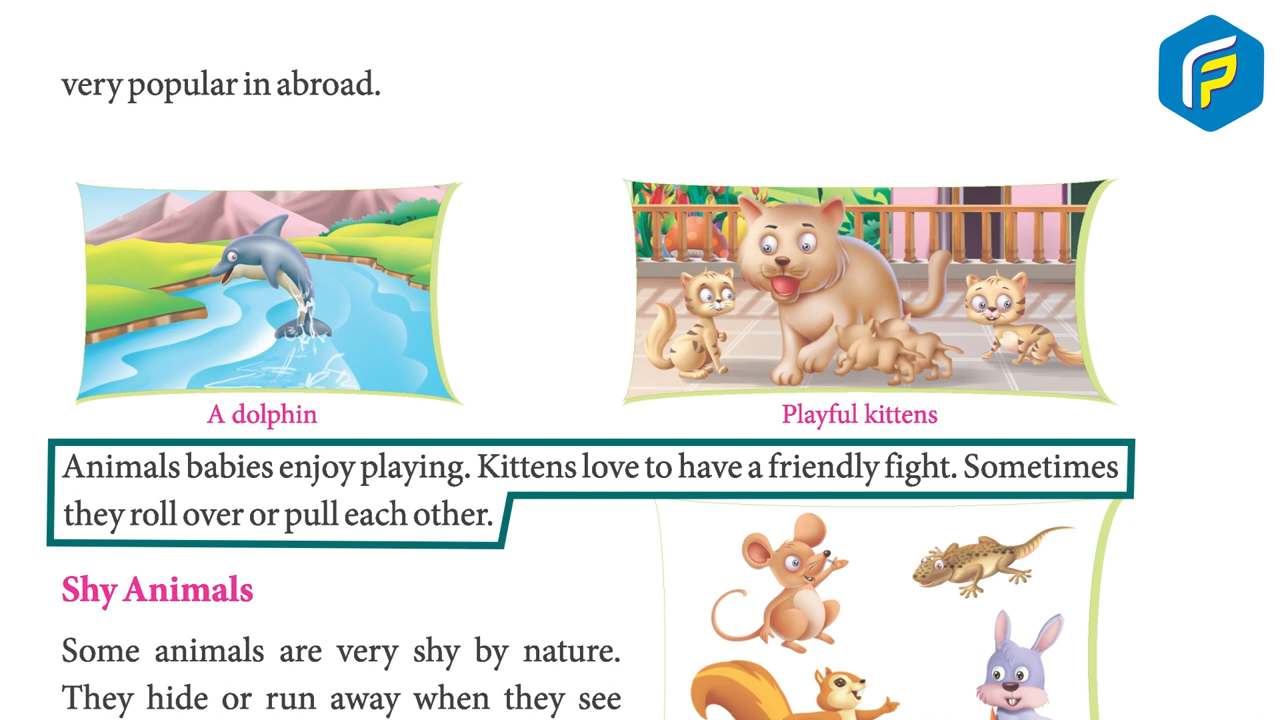 very popular in abroad.
A dolphin
Playful kittens
Animals babies enjoy playing. Kittens love to have a friendly fight. Sometimes
they roll over or pull each other.
Shy Animals
Some animals are very shy by nature.
They hide or run away when they see